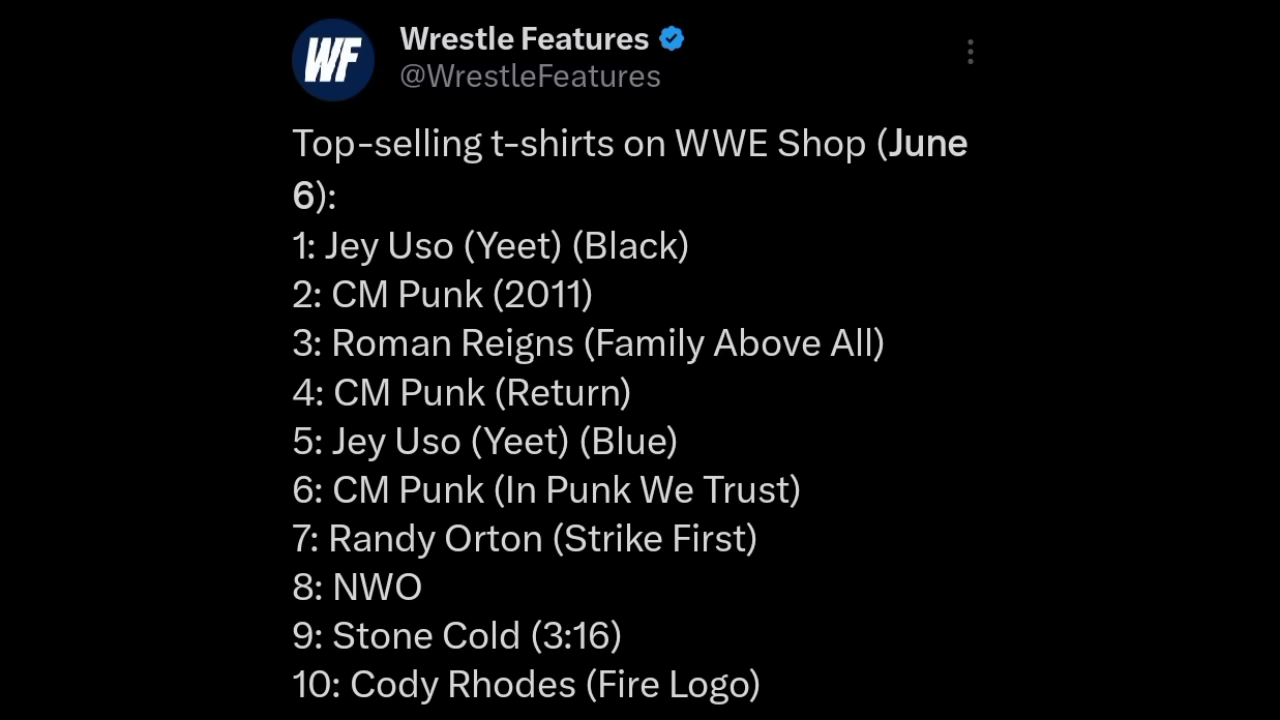 WF
Wrestle Features
@WrestleFeatures
Top-selling t-shirts on WWE Shop (June
6):
1: Jey Uso (Yeet) (Black)
2: CM Punk (2011)
3: Roman Reigns (Family Above All)
4: CM Punk (Return)
5: Jey Uso (Yeet) (Blue)
6: CM Punk (In Punk We Trust)
7: Randy Orton (Strike First)
8: NWO
9: Stone Cold (3:16)
10: Cody Rhodes (Fire Logo)